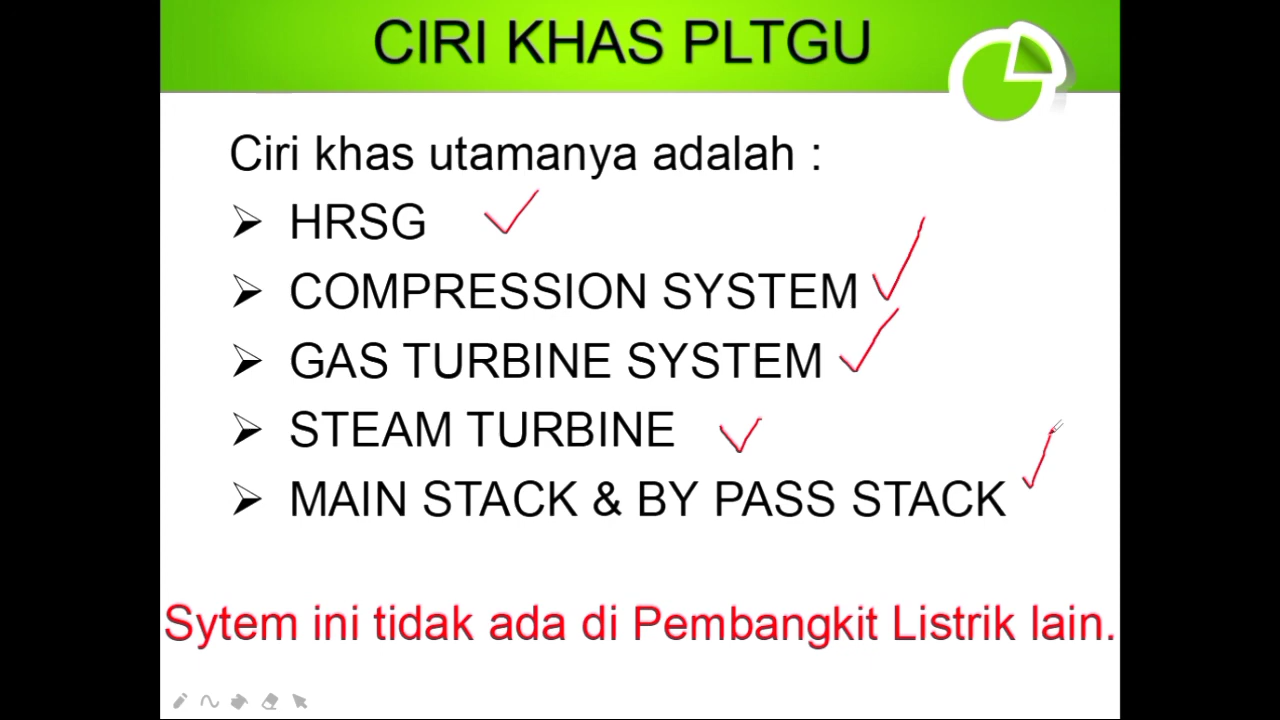 CIRI KHAS PLTGU
Ciri khas utamanya adalah :
➢ HRSG
➢ COMPRESSION SYSTEM
➢ GAS TURBINE SYSTEM
➢ STEAM TURBINE
➢ MAIN STACK & BY PASS STACK
Sytem ini tidak ada di Pembangkit Listrik lain.